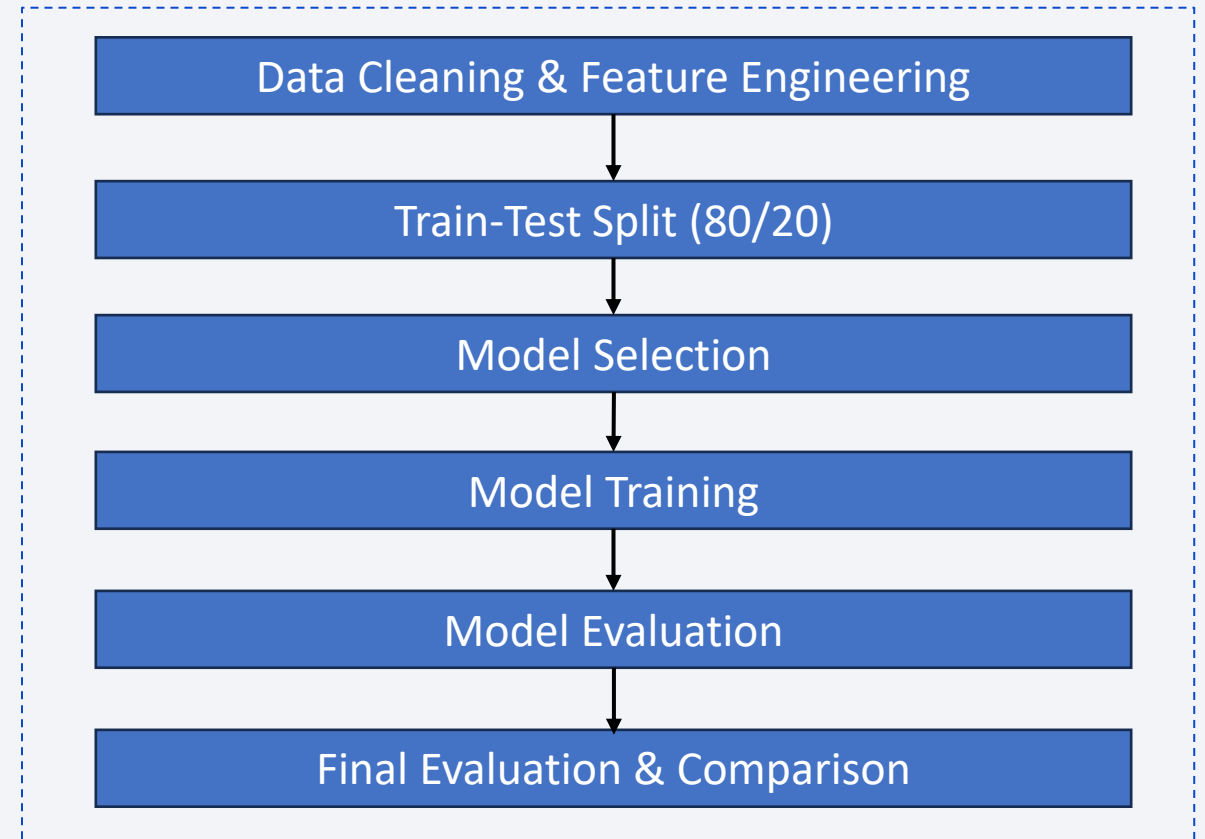 Data Cleaning & Feature Engineering
Train-Test Split (80/20)
Model Selection
Model Training
Model Evaluation
Final Evaluation & Comparison